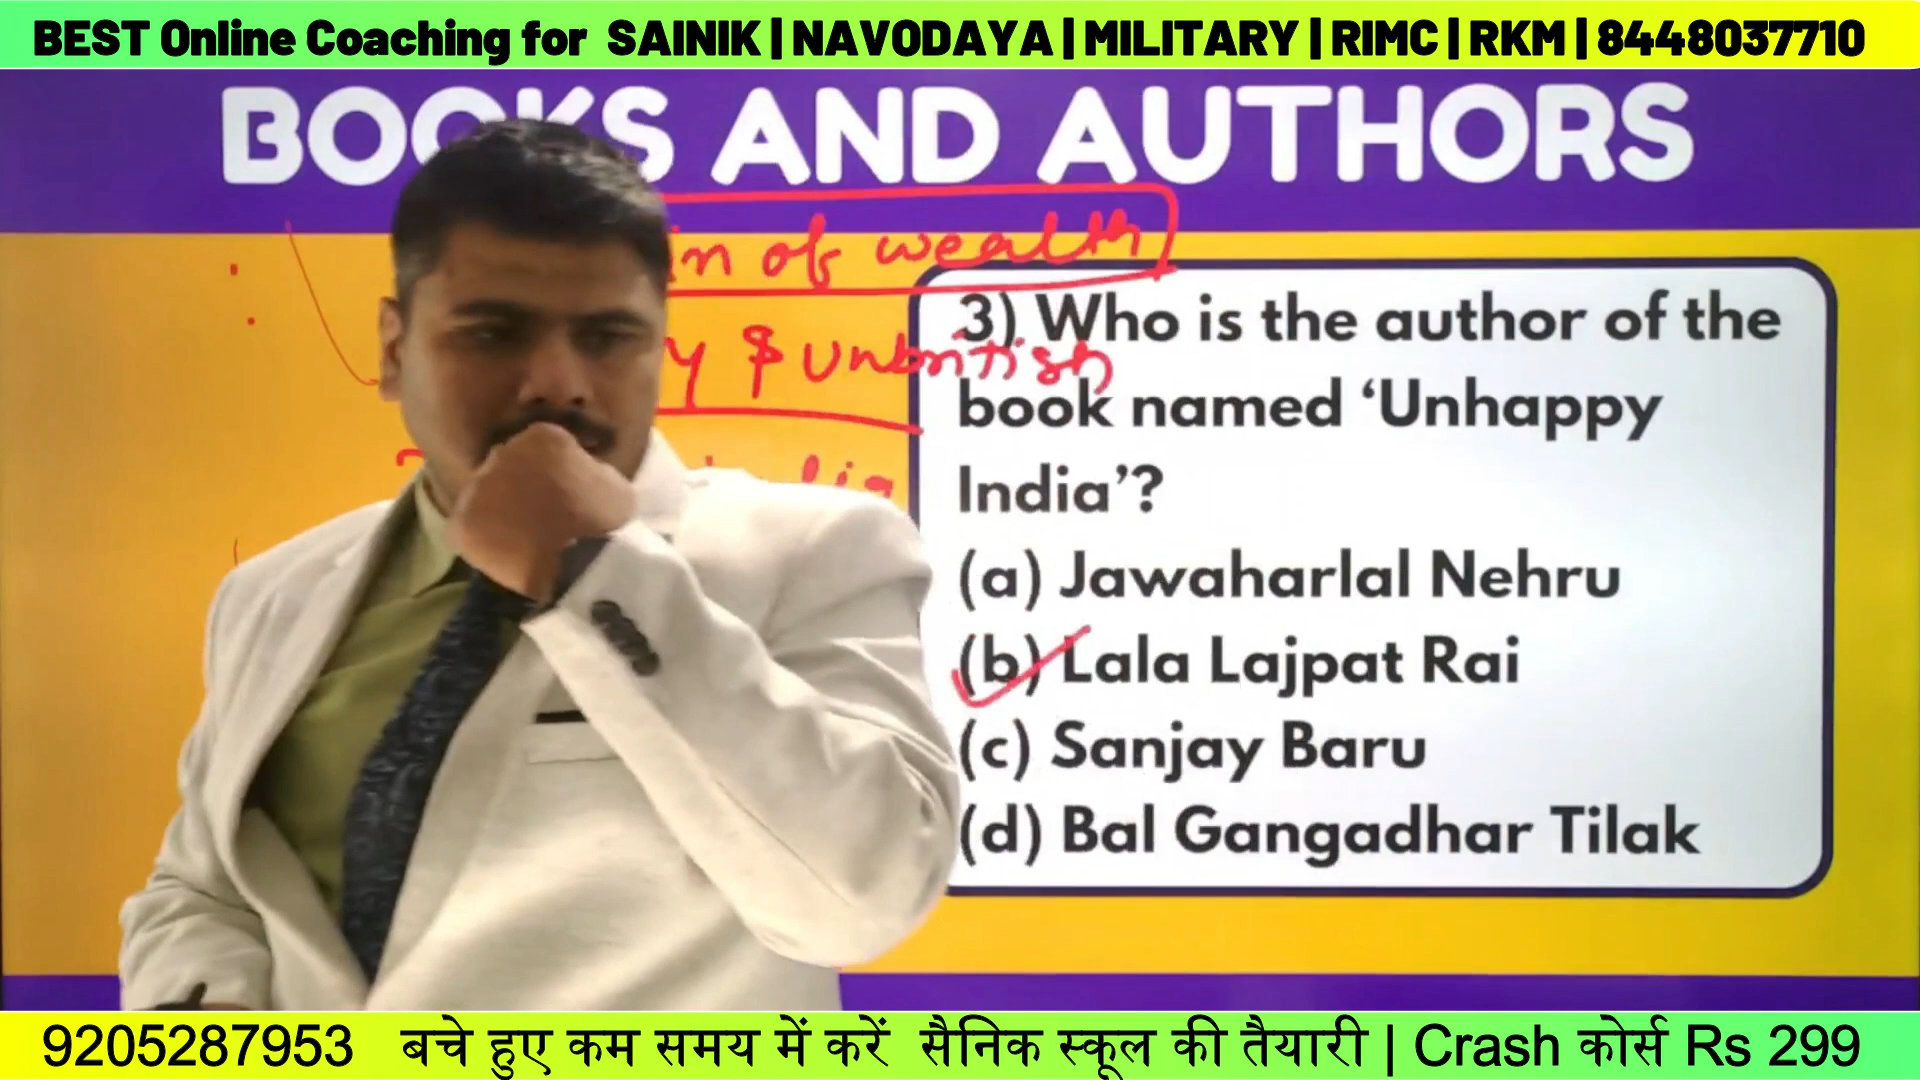 BEST Online Coaching for SAINIK | NAVODAYA | MILITARY | RIMC | RKM | 8448037710
BOOKS AND AUTHORS
of wealth
& Unbritish
3) Who is the author of the
book named ‘Unhappy
India’?
(a) Jawaharlal Nehru
(b) Lala Lajpat Rai
(c) Sanjay Baru
(d) Bal Gangadhar Tilak
9205287953 बचे हुए कम समय में करें सैनिक स्कूल की तैयारी | Crash कोर्स Rs 299